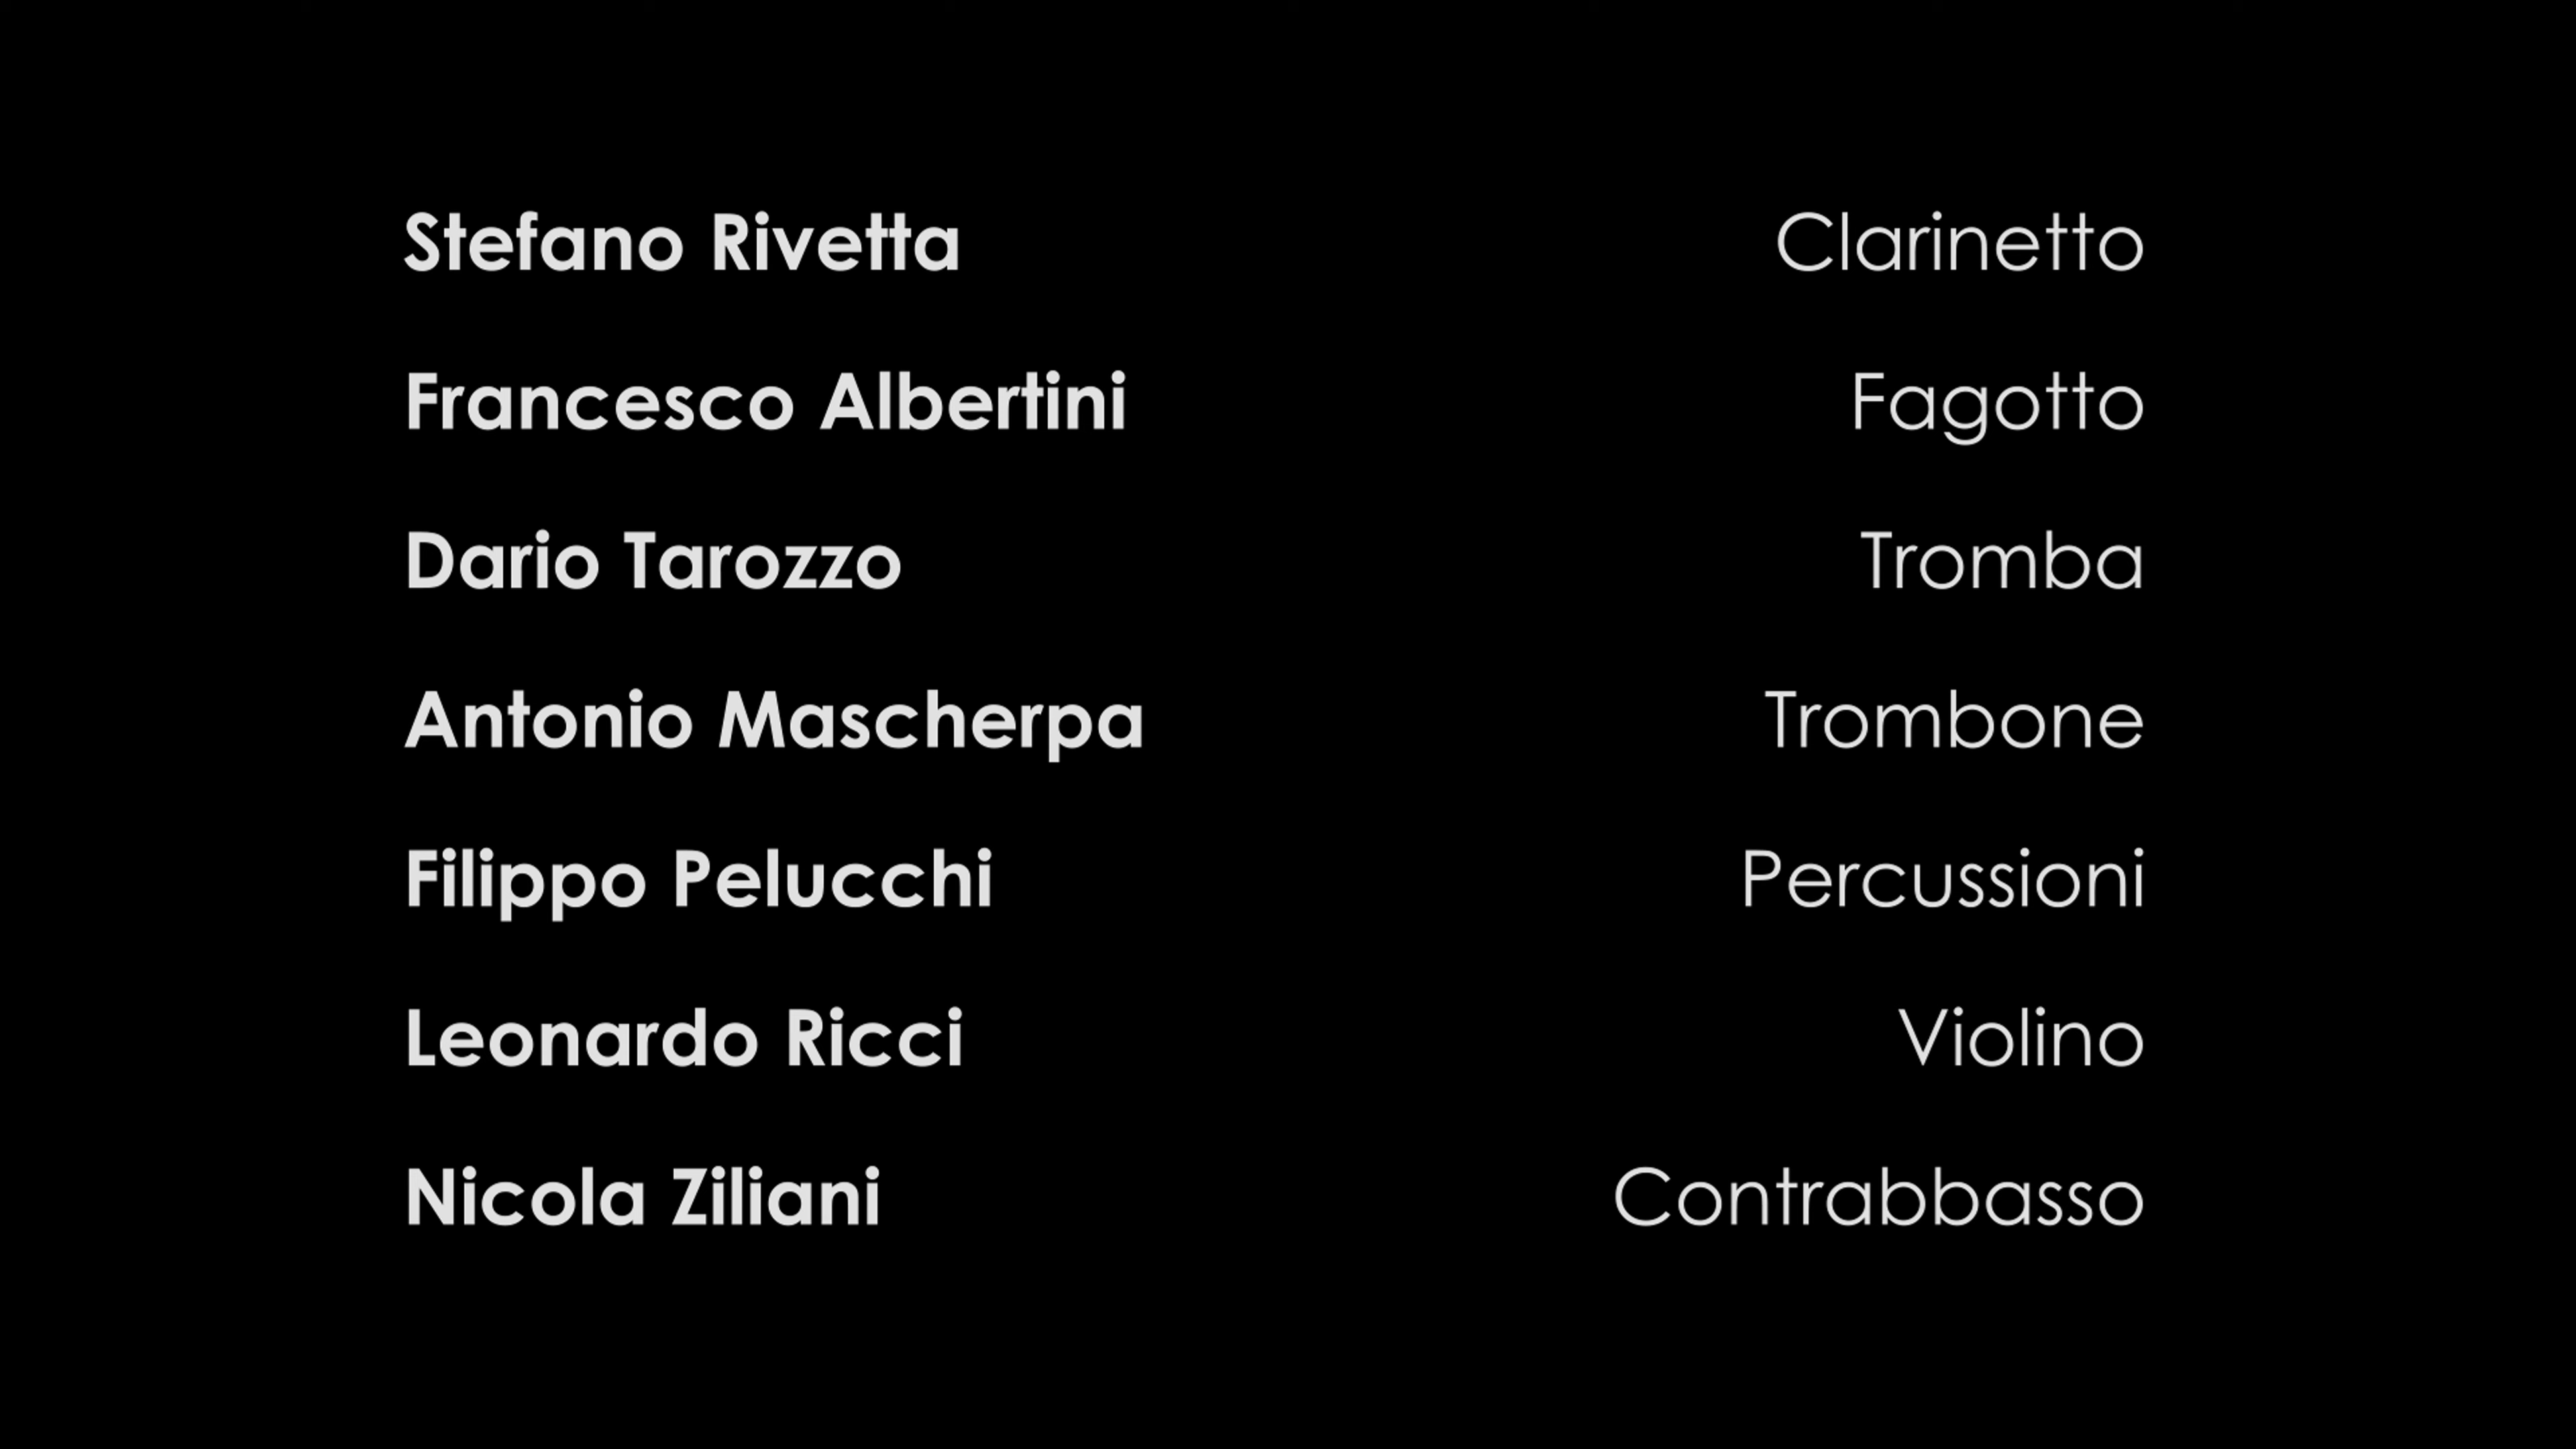 Stefano Rivetta Clarinetto
Francesco Albertini Fagotto
Dario Tarozzo Tromba
Antonio Mascherpa Trombone
Filippo Pelucchi Percussioni
Leonardo Ricci Violino
Nicola Ziliani Contrabbasso